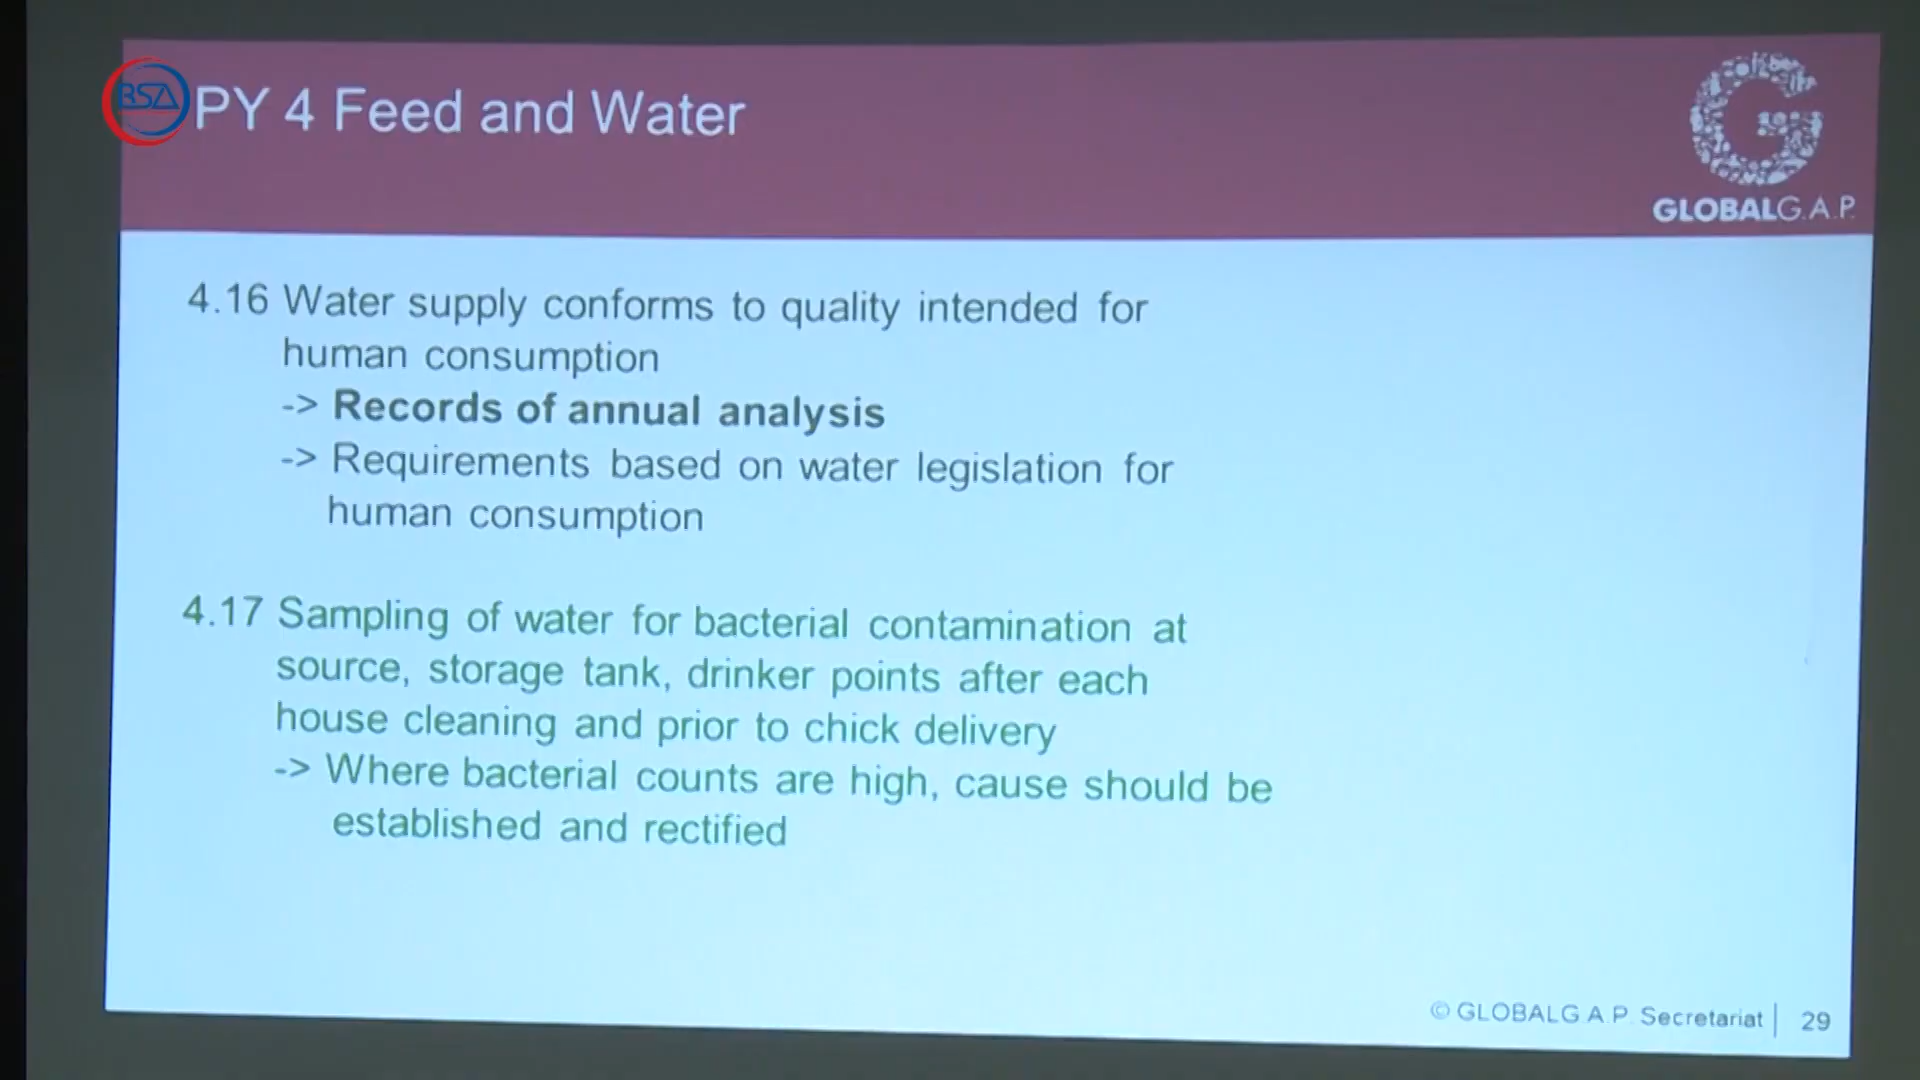 RSA
PY 4 Feed and Water
GLOBALG.A.P.
4.16 Water supply conforms to quality intended for
human consumption
-> Records of annual analysis
-> Requirements based on water legislation for
human consumption
4.17 Sampling of water for bacterial contamination at
source, storage tank, drinker points after each
house cleaning and prior to chick delivery
-> Where bacterial counts are high, cause should be
established and rectified
© GLOBALG.A.P. Secretariat | 29